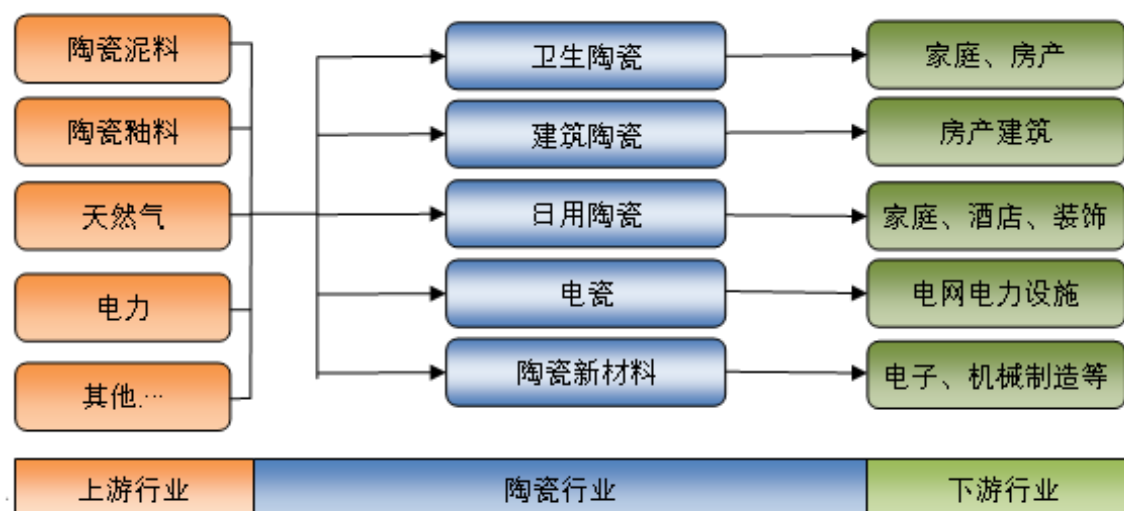 陶瓷泥料
卫生陶瓷
家庭、房产
陶瓷釉料
建筑陶瓷
房产建筑
天然气
日用陶瓷
家庭、酒店、装饰
电力
电瓷
电网电力设施
其他…
陶瓷新材料
电子、机械制造等
上游行业
陶瓷行业
下游行业